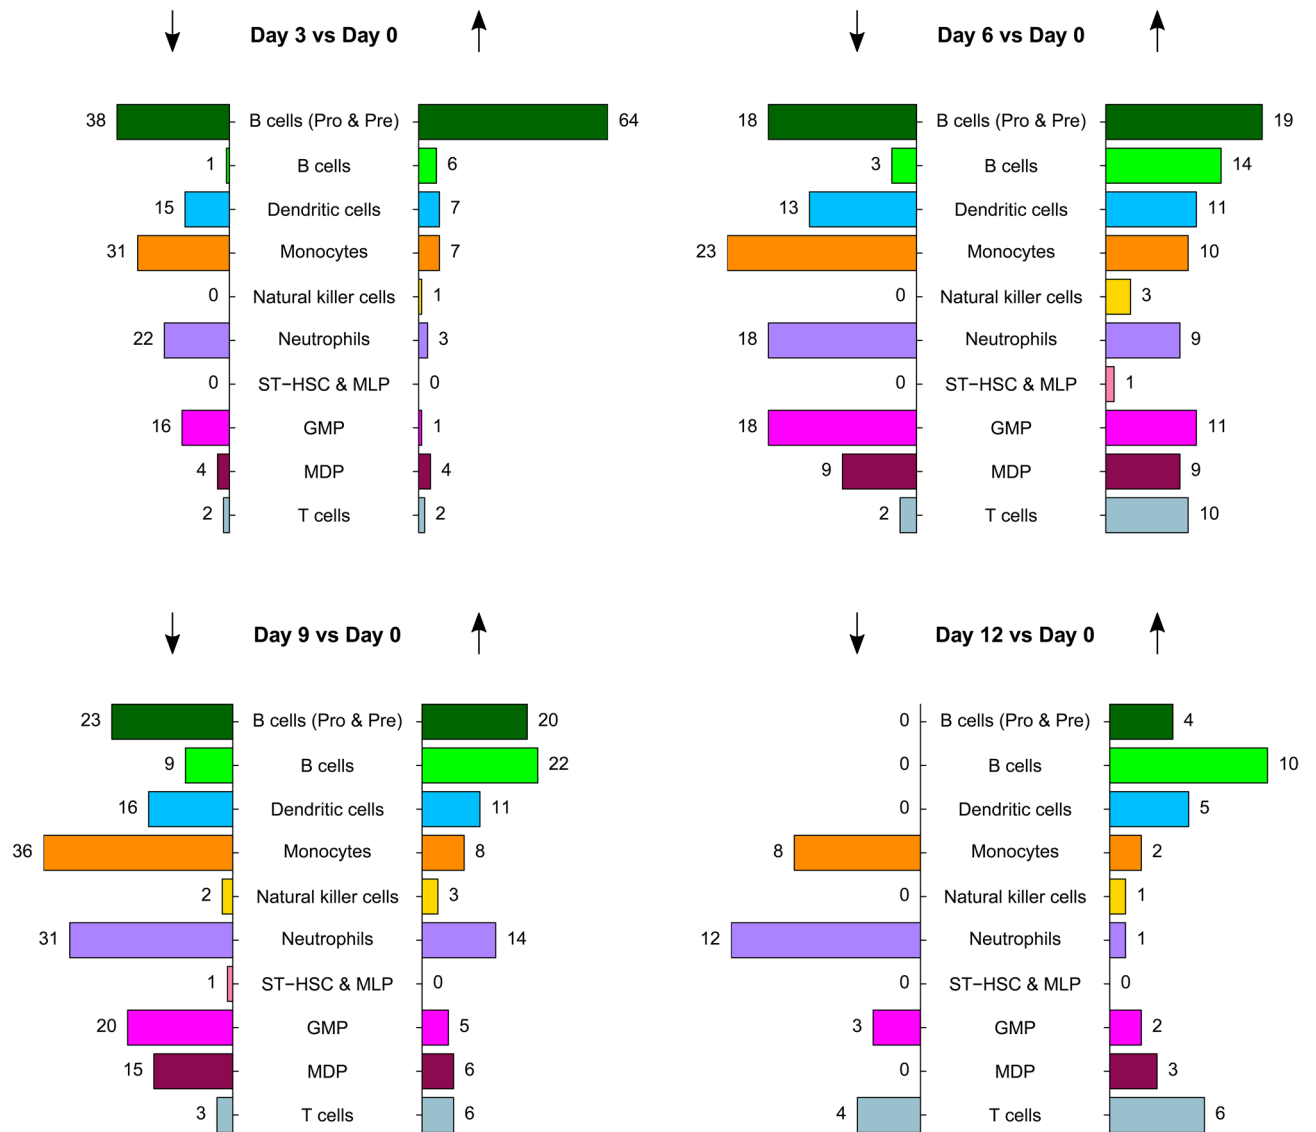 Day 3 vs Day 0
38 B cells (Pro & Pre) 64
1 B cells 6
15 Dendritic cells 7
31 Monocytes 7
0 Natural killer cells 1
22 Neutrophils 3
0 ST−HSC & MLP 0
16 GMP 1
4 MDP 4
2 T cells 2
Day 6 vs Day 0
18 B cells (Pro & Pre) 19
3 B cells 14
13 Dendritic cells 11
23 Monocytes 10
0 Natural killer cells 3
18 Neutrophils 9
0 ST−HSC & MLP 1
18 GMP 11
9 MDP 9
2 T cells 10
Day 9 vs Day 0
23 B cells (Pro & Pre) 20
9 B cells 22
16 Dendritic cells 11
36 Monocytes 8
2 Natural killer cells 3
31 Neutrophils 14
1 ST−HSC & MLP 0
20 GMP 5
15 MDP 6
3 T cells 6
Day 12 vs Day 0
0 B cells (Pro & Pre) 4
0 B cells 10
0 Dendritic cells 5
8 Monocytes 2
0 Natural killer cells 1
12 Neutrophils 1
0 ST−HSC & MLP 0
3 GMP 2
0 MDP 3
4 T cells 6